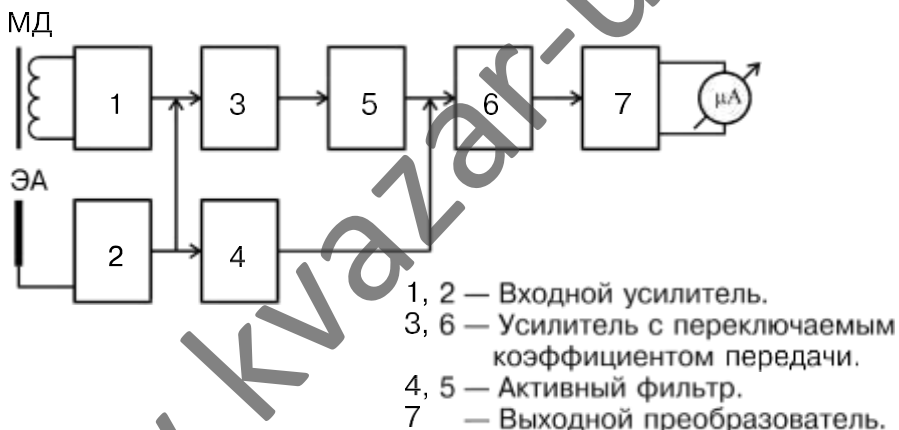 МД
1
3
5
6
7
µA
ЭА
2
4
1, 2 — Входной усилитель.
3, 6 — Усилитель с переключаемым
коэффициентом передачи.
4, 5 — Активный фильтр.
7 — Выходной преобразователь.
kvazar-u